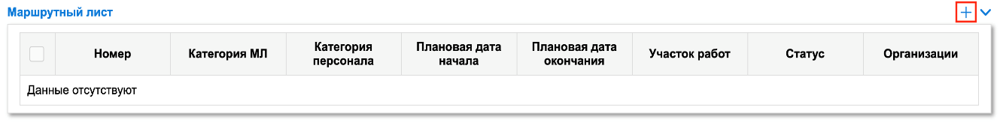 Маршрутный лист
Номер
Категория МЛ
Категория
персонала
Плановая дата
начала
Плановая дата
окончания
Участок работ
Статус
Организации
Данные отсутствуют